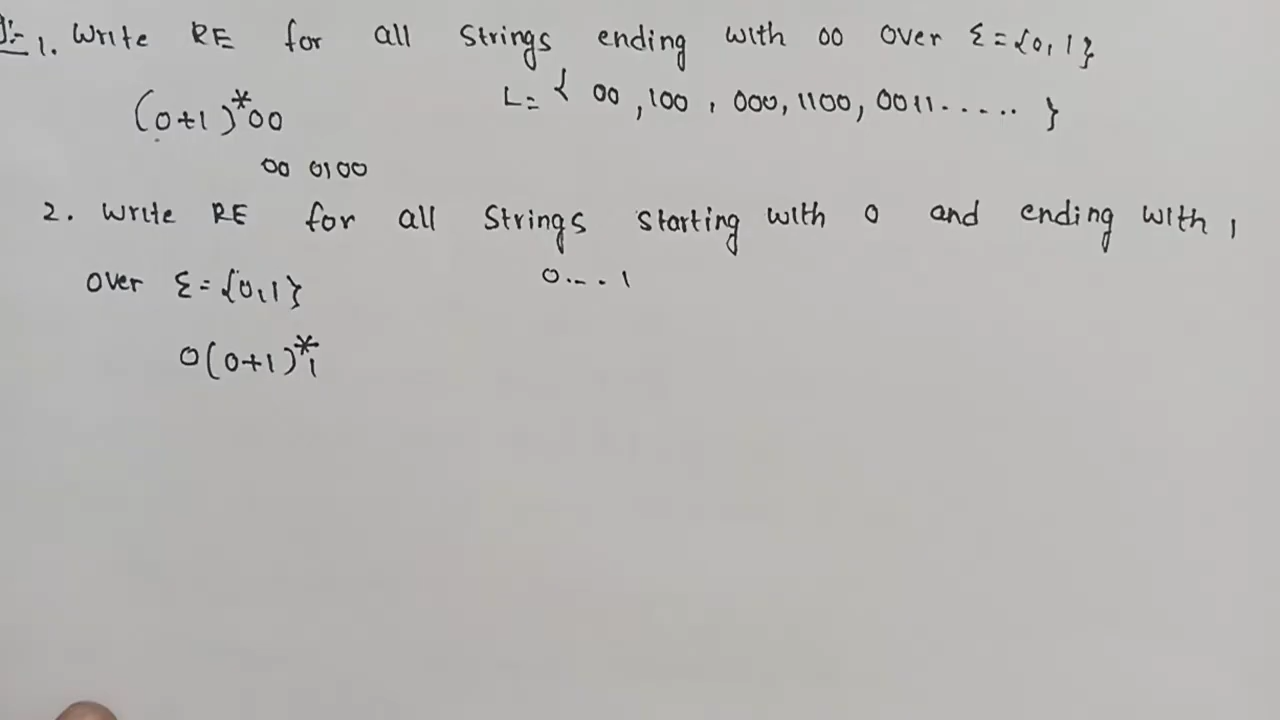 1. Write RE for all strings ending with 00 over Σ={0,1}
(0+1)*00 L= { 00, 100, 000, 1100, 0011..... }
00 0100
2. Write RE for all strings starting with 0 and ending with 1
over Σ={0,1} 0....1
0(0+1)*1